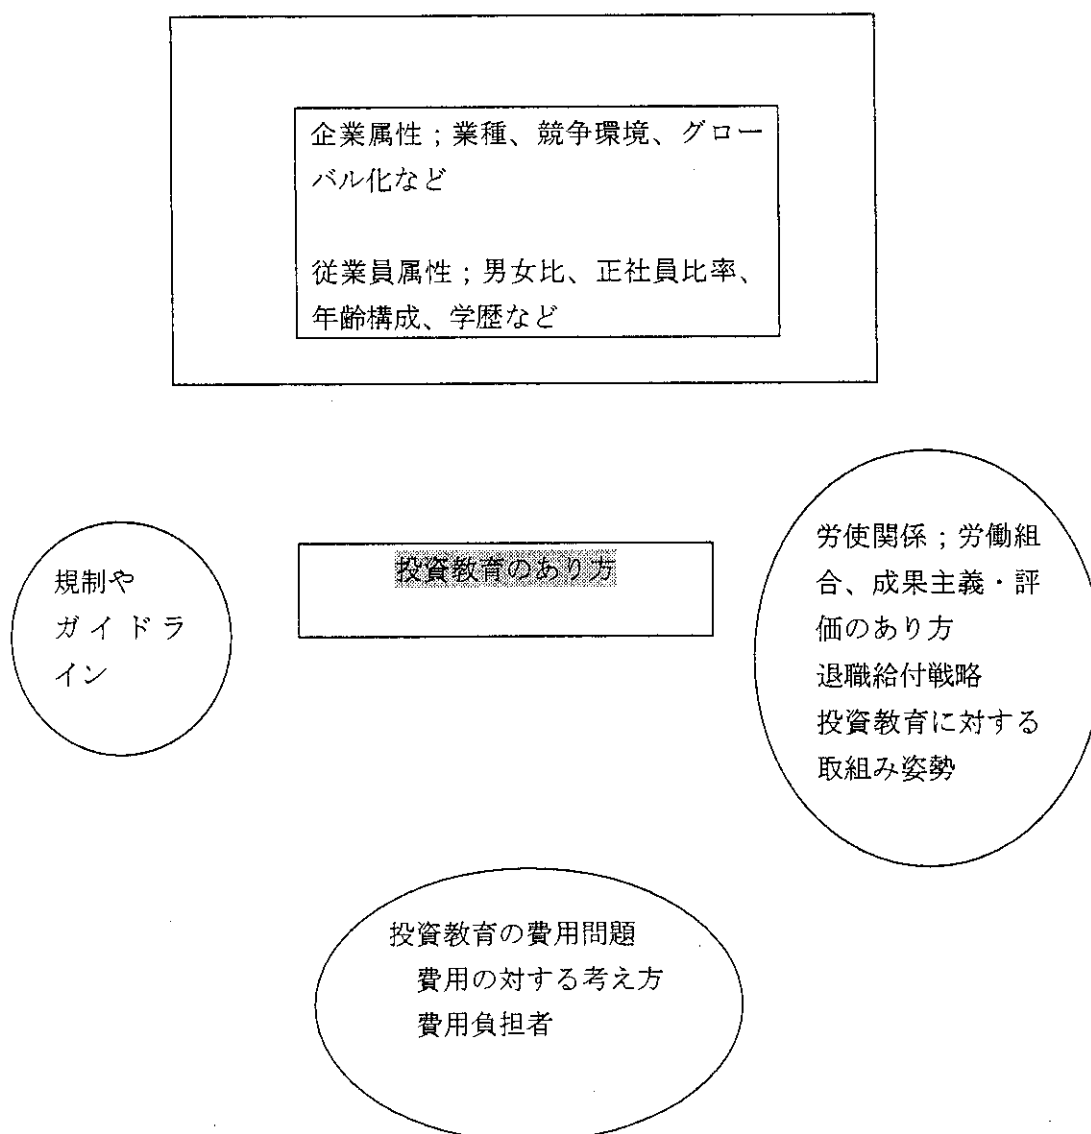 企業属性；業種、競争環境、グロー
バル化など
従業員属性；男女比、正社員比率、
年齢構成、学歴など
投資教育のあり方
規制や
ガイドラ
イン
労使関係；労働組
合、成果主義・評
価のあり方
退職給付戦略
投資教育に対する
取組み姿勢
投資教育の費用問題
費用の対する考え方
費用負担者